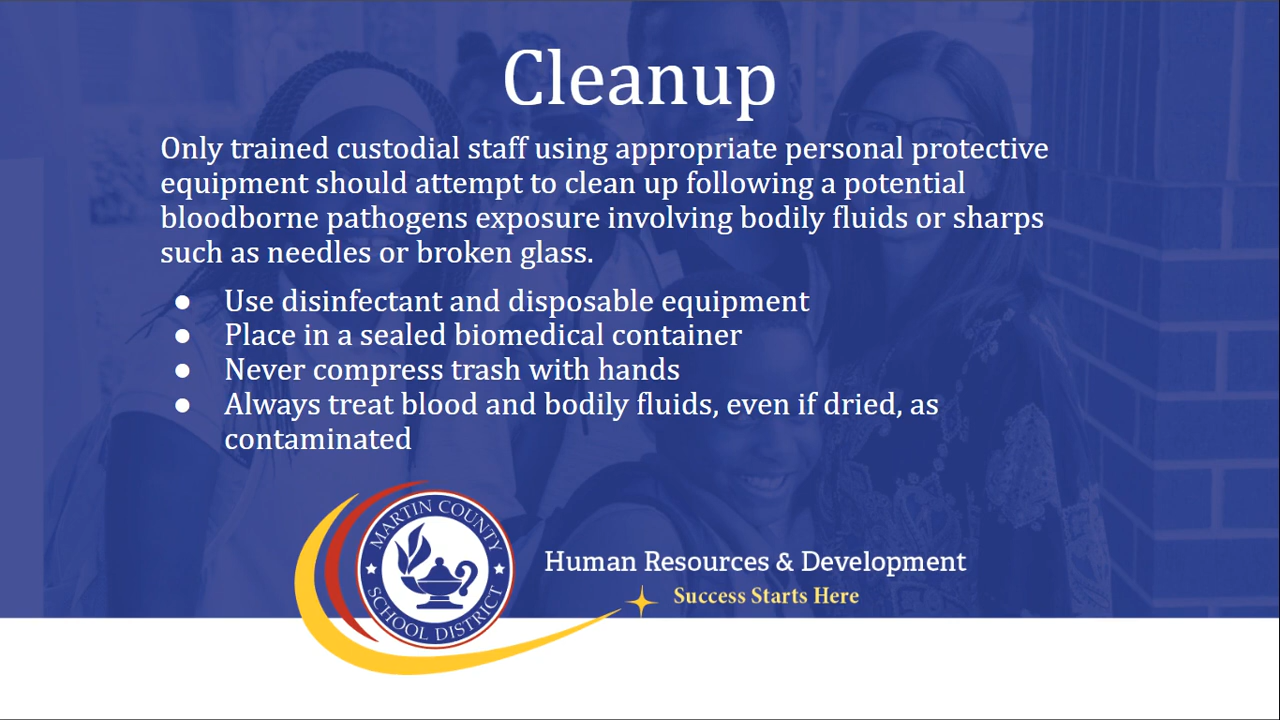 Cleanup
Only trained custodial staff using appropriate personal protective
equipment should attempt to clean up following a potential
bloodborne pathogens exposure involving bodily fluids or sharps
such as needles or broken glass.
● Use disinfectant and disposable equipment
● Place in a sealed biomedical container
● Never compress trash with hands
● Always treat blood and bodily fluids, even if dried, as
contaminated
MARTIN COUNTY
SCHOOL DISTRICT
Human Resources & Development
Success Starts Here